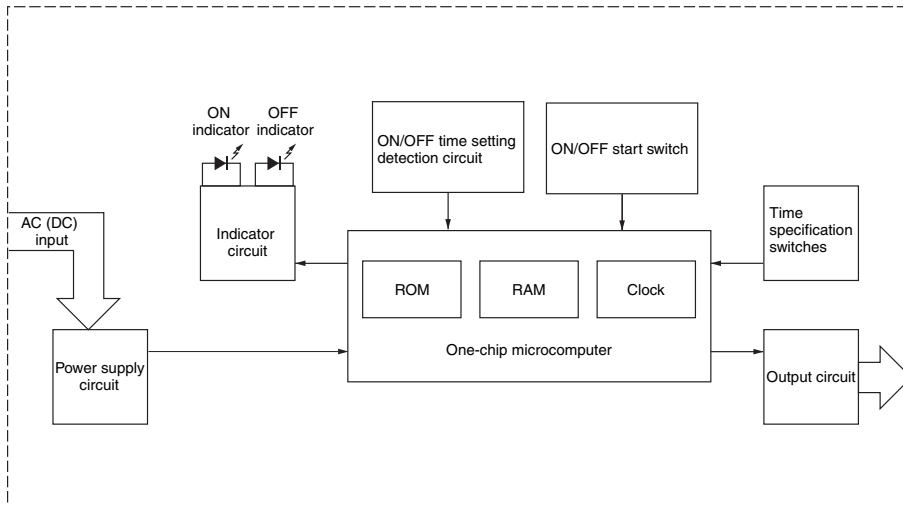 ON
indicator
OFF
indicator
ON/OFF time setting
detection circuit
ON/OFF start switch
AC (DC)
input
Indicator
circuit
Time
specification
switches
ROM
RAM
Clock
One-chip microcomputer
Power supply
circuit
Output circuit